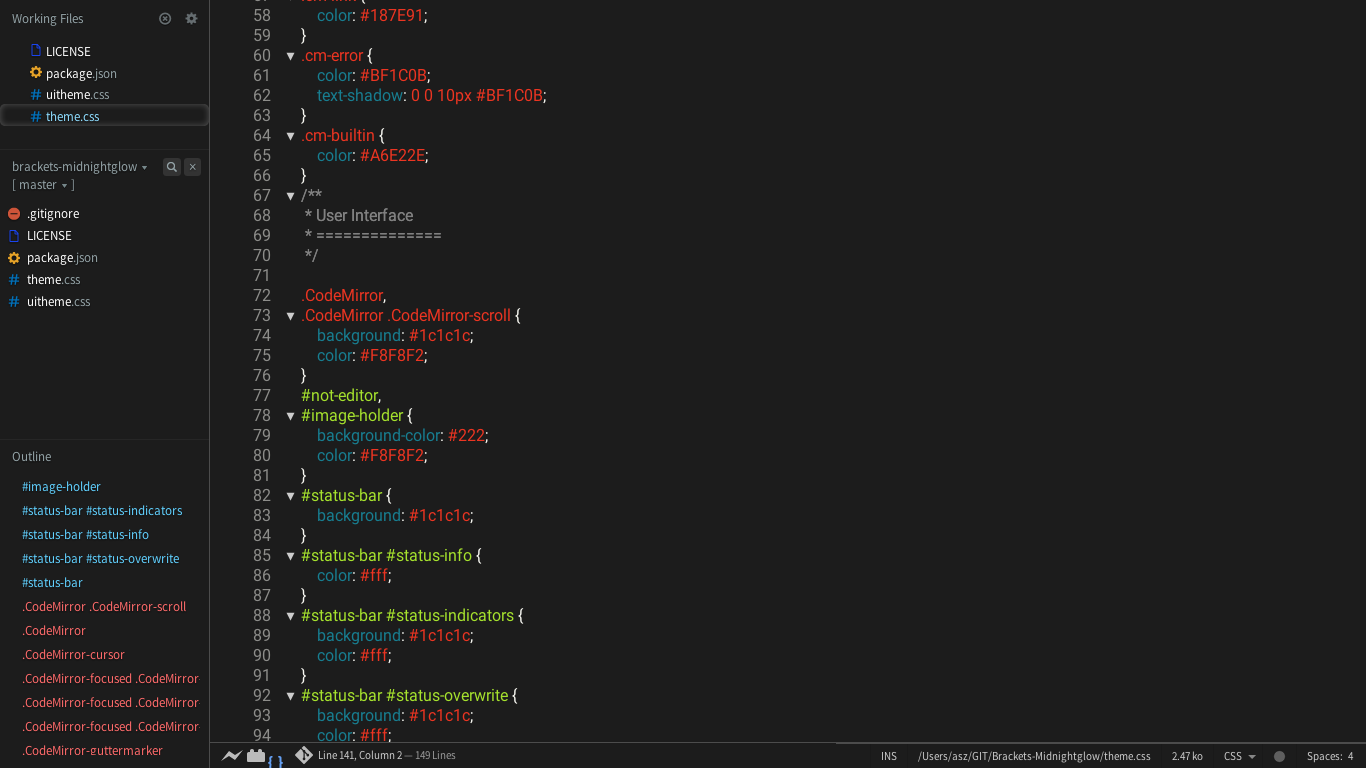 Working Files
LICENSE
package.json
uitheme.css
theme.css
brackets-midnightglow
[ master ]
.gitignore
LICENSE
package.json
theme.css
uitheme.css
Outline
#image-holder
#status-bar #status-indicators
#status-bar #status-info
#status-bar #status-overwrite
#status-bar
.CodeMirror .CodeMirror-scroll
.CodeMirror
.CodeMirror-cursor
.CodeMirror-focused .CodeMirror-
.CodeMirror-focused .CodeMirror-
.CodeMirror-focused .CodeMirror-
.CodeMirror-guttermarker
58 color: #187E91;
59 }
60 ▼ .cm-error {
61 color: #BF1C0B;
62 text-shadow: 0 0 10px #BF1C0B;
63 }
64 ▼ .cm-builtin {
65 color: #A6E22E;
66 }
67 ▼ /**
68 * User Interface
69 * ==============
70 */
71
72 .CodeMirror,
73 ▼ .CodeMirror .CodeMirror-scroll {
74 background: #1c1c1c;
75 color: #F8F8F2;
76 }
77 #not-editor,
78 ▼ #image-holder {
79 background-color: #222;
80 color: #F8F8F2;
81 }
82 ▼ #status-bar {
83 background: #1c1c1c;
84 }
85 ▼ #status-bar #status-info {
86 color: #fff;
87 }
88 ▼ #status-bar #status-indicators {
89 background: #1c1c1c;
90 color: #fff;
91 }
92 ▼ #status-bar #status-overwrite {
93 background: #1c1c1c;
94 color: #fff;
Line 141, Column 2 — 149 Lines
INS /Users/asz/GIT/Brackets-Midnightglow/theme.css 2.47 ko CSS Spaces: 4